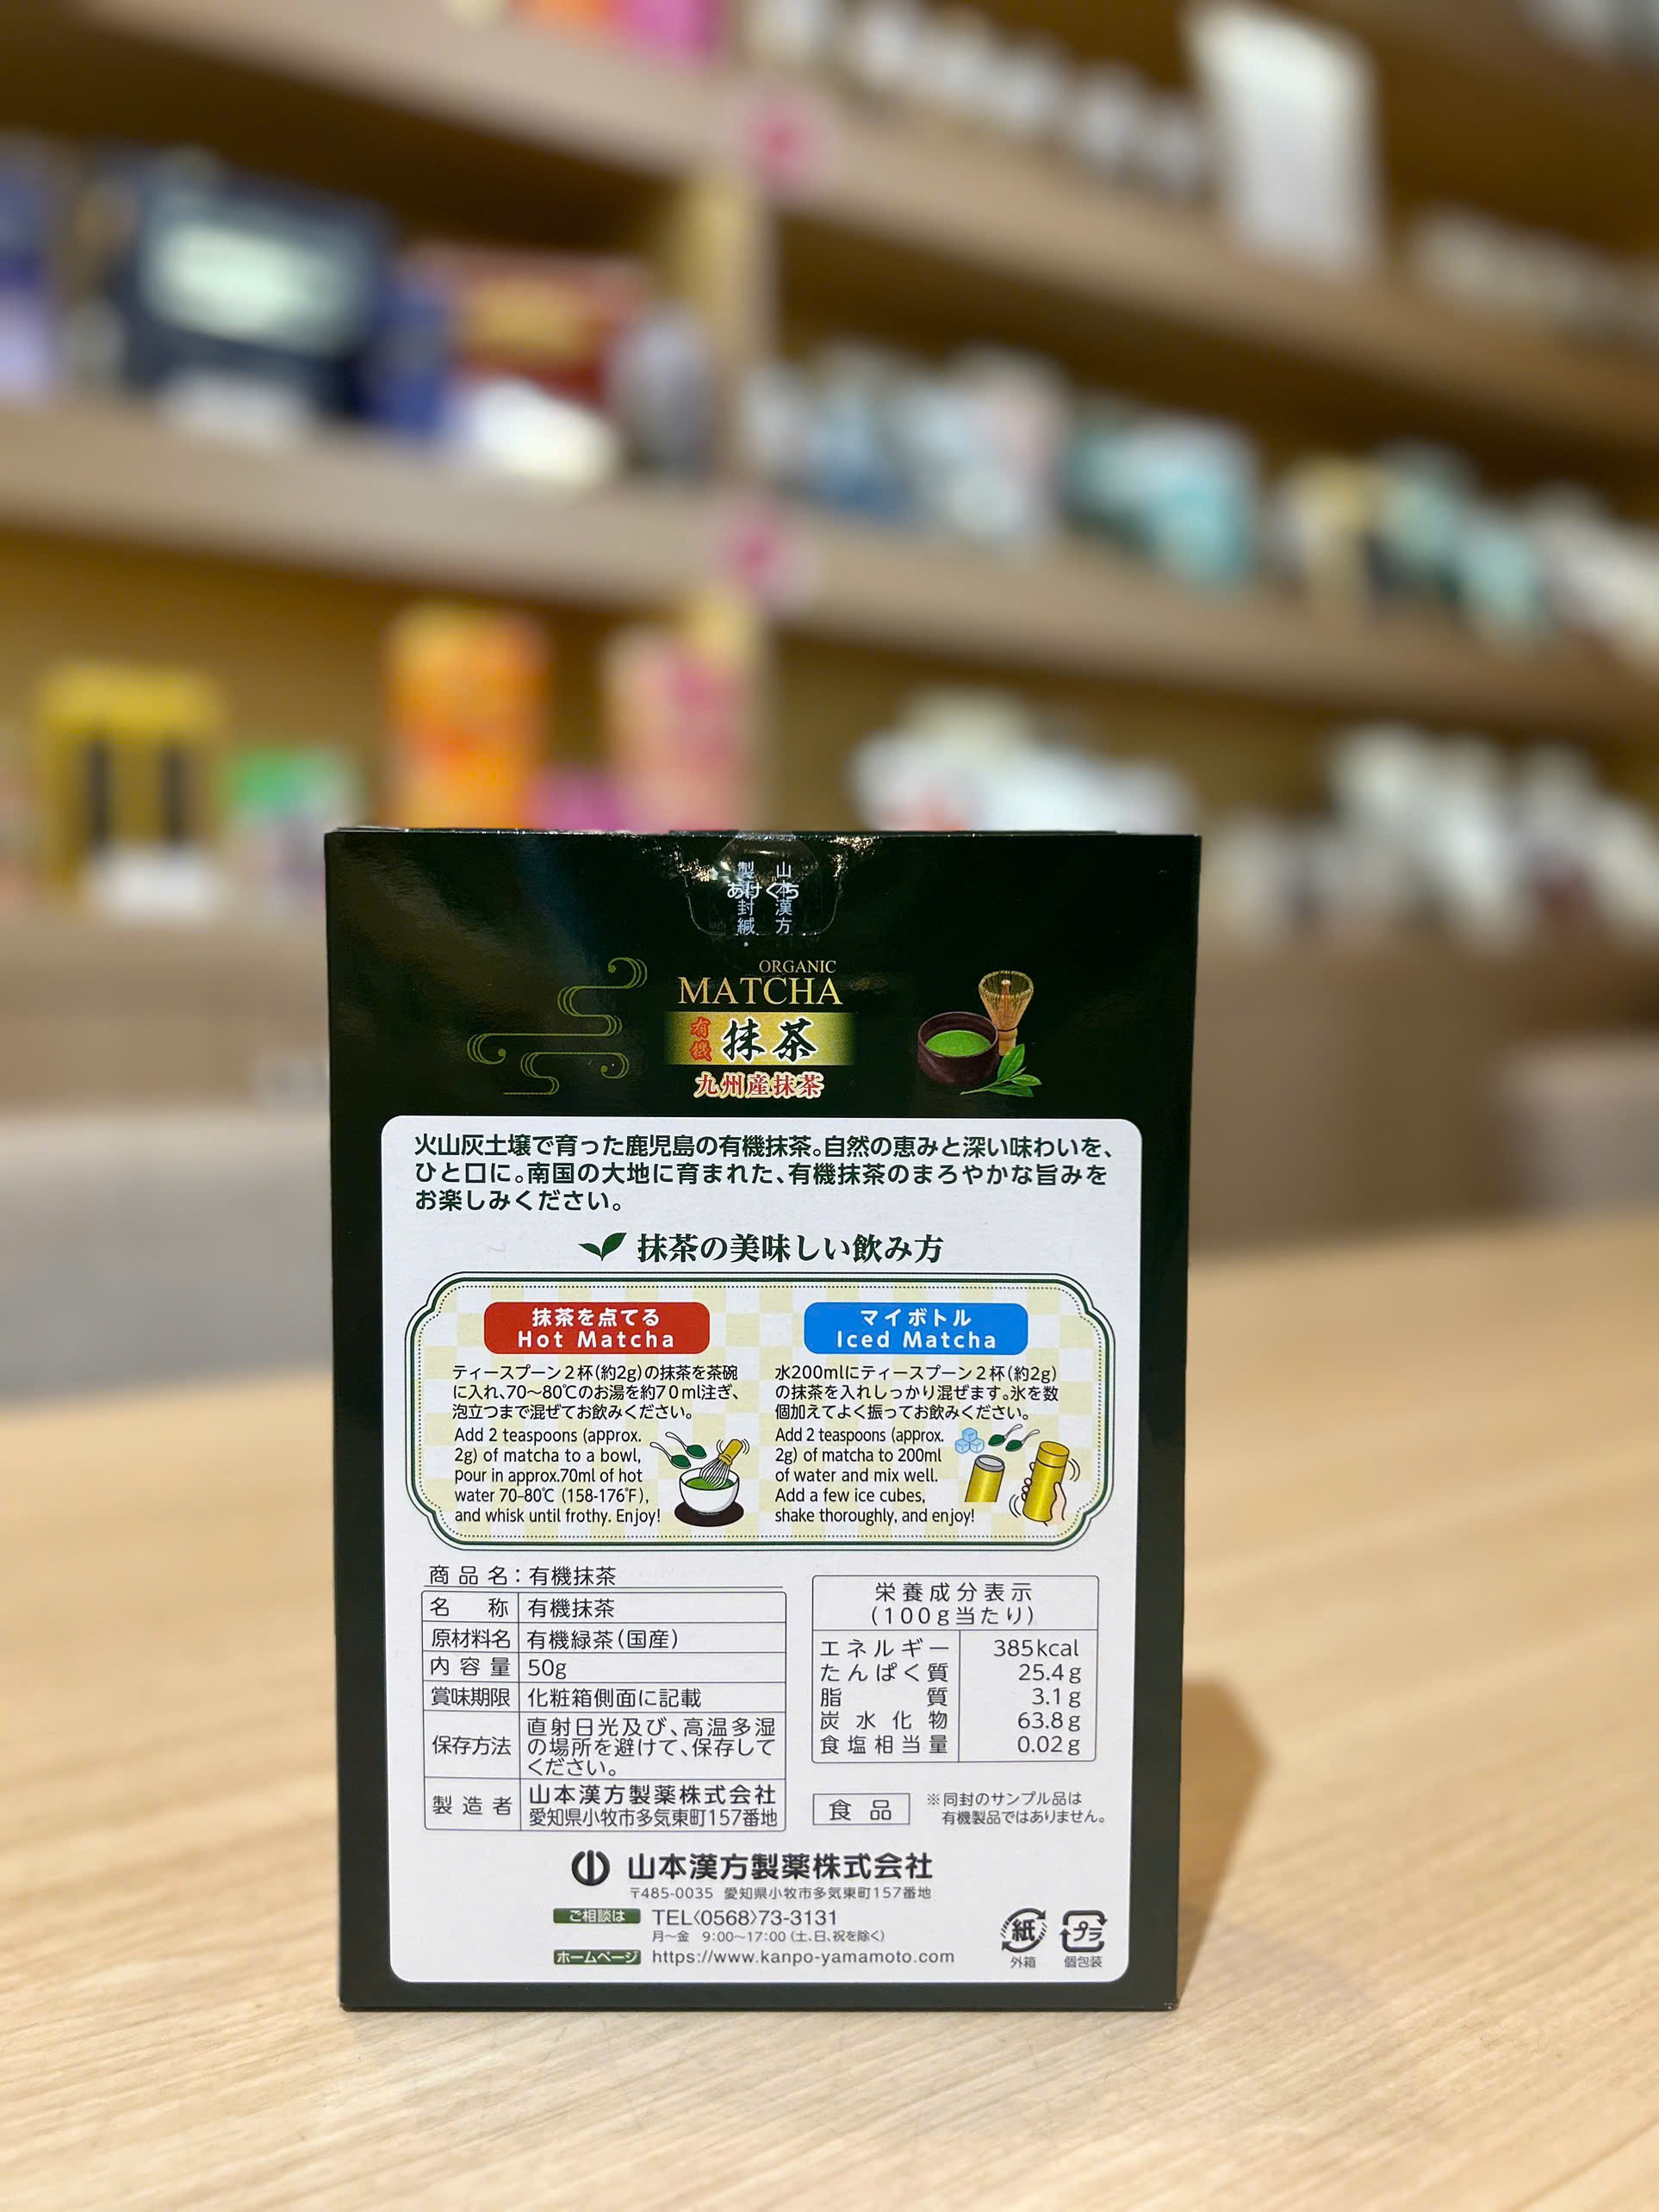 山本漢方
製薬封緘
あけくち
ORGANIC
MATCHA
有機
抹茶
九州産抹茶
火山灰土壌で育った鹿児島の有機抹茶。自然の恵みと深い味わいを、
ひと口に。南国の大地に育まれた、有機抹茶のまろやかな旨みを
お楽しみください。
抹茶の美味しい飲み方
抹茶を点てる
Hot Matcha
ティースプーン2杯(約2g)の抹茶を茶碗
に入れ、70〜80℃のお湯を約70ml注ぎ、
泡立つまで混ぜてお飲みください。
Add 2 teaspoons (approx.
2g) of matcha to a bowl,
pour in approx.70ml of hot
water 70-80℃ (158-176℉),
and whisk until frothy. Enjoy!
マイボトル
Iced Matcha
水200mlにティースプーン2杯(約2g)
の抹茶を入れしっかり混ぜます。氷を数
個加えてよく振ってお飲みください。
Add 2 teaspoons (approx.
2g) of matcha to 200ml
of water and mix well.
Add a few ice cubes,
shake thoroughly, and enjoy!
商品名：有機抹茶
名称 有機抹茶
原材料名 有機緑茶(国産)
内容量 50g
賞味期限 化粧箱側面に記載
保存方法 直射日光及び、高温多湿
の場所を避けて、保存して
ください。
製造者 山本漢方製薬株式会社
愛知県小牧市多気東町157番地
栄養成分表示
(100g当たり)
エネルギー 385kcal
たんぱく質 25.4g
脂質 3.1g
炭水化物 63.8g
食塩相当量 0.02g
食品
※同封のサンプル品は
有機製品ではありません。
山本漢方製薬株式会社
〒485-0035 愛知県小牧市多気東町157番地
ご相談は TEL〈0568〉73-3131
月〜金 9:00〜17:00 (土、日、祝を除く)
ホームページ https://www.kanpo-yamamoto.com
紙
外箱
プラ
個包装